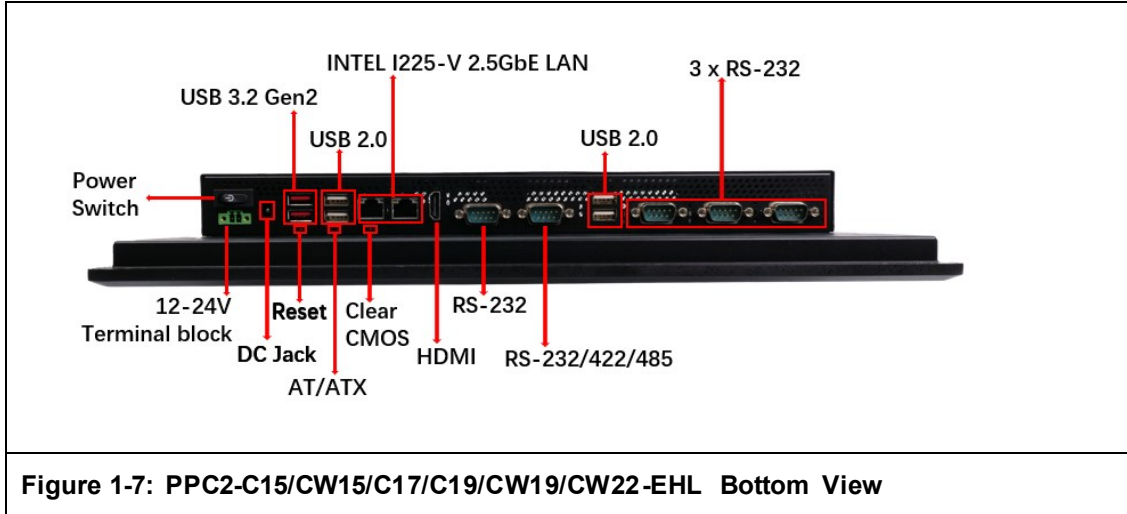 INTEL I225-V 2.5GbE LAN
3 x RS-232
USB 3.2 Gen2
USB 2.0
USB 2.0
Power
Switch
12-24V
Terminal block
DC Jack
Reset
AT/ATX
Clear
CMOS
HDMI
RS-232
RS-232/422/485
Figure 1-7: PPC2-C15/CW15/C17/C19/CW19/CW22-EHL Bottom View